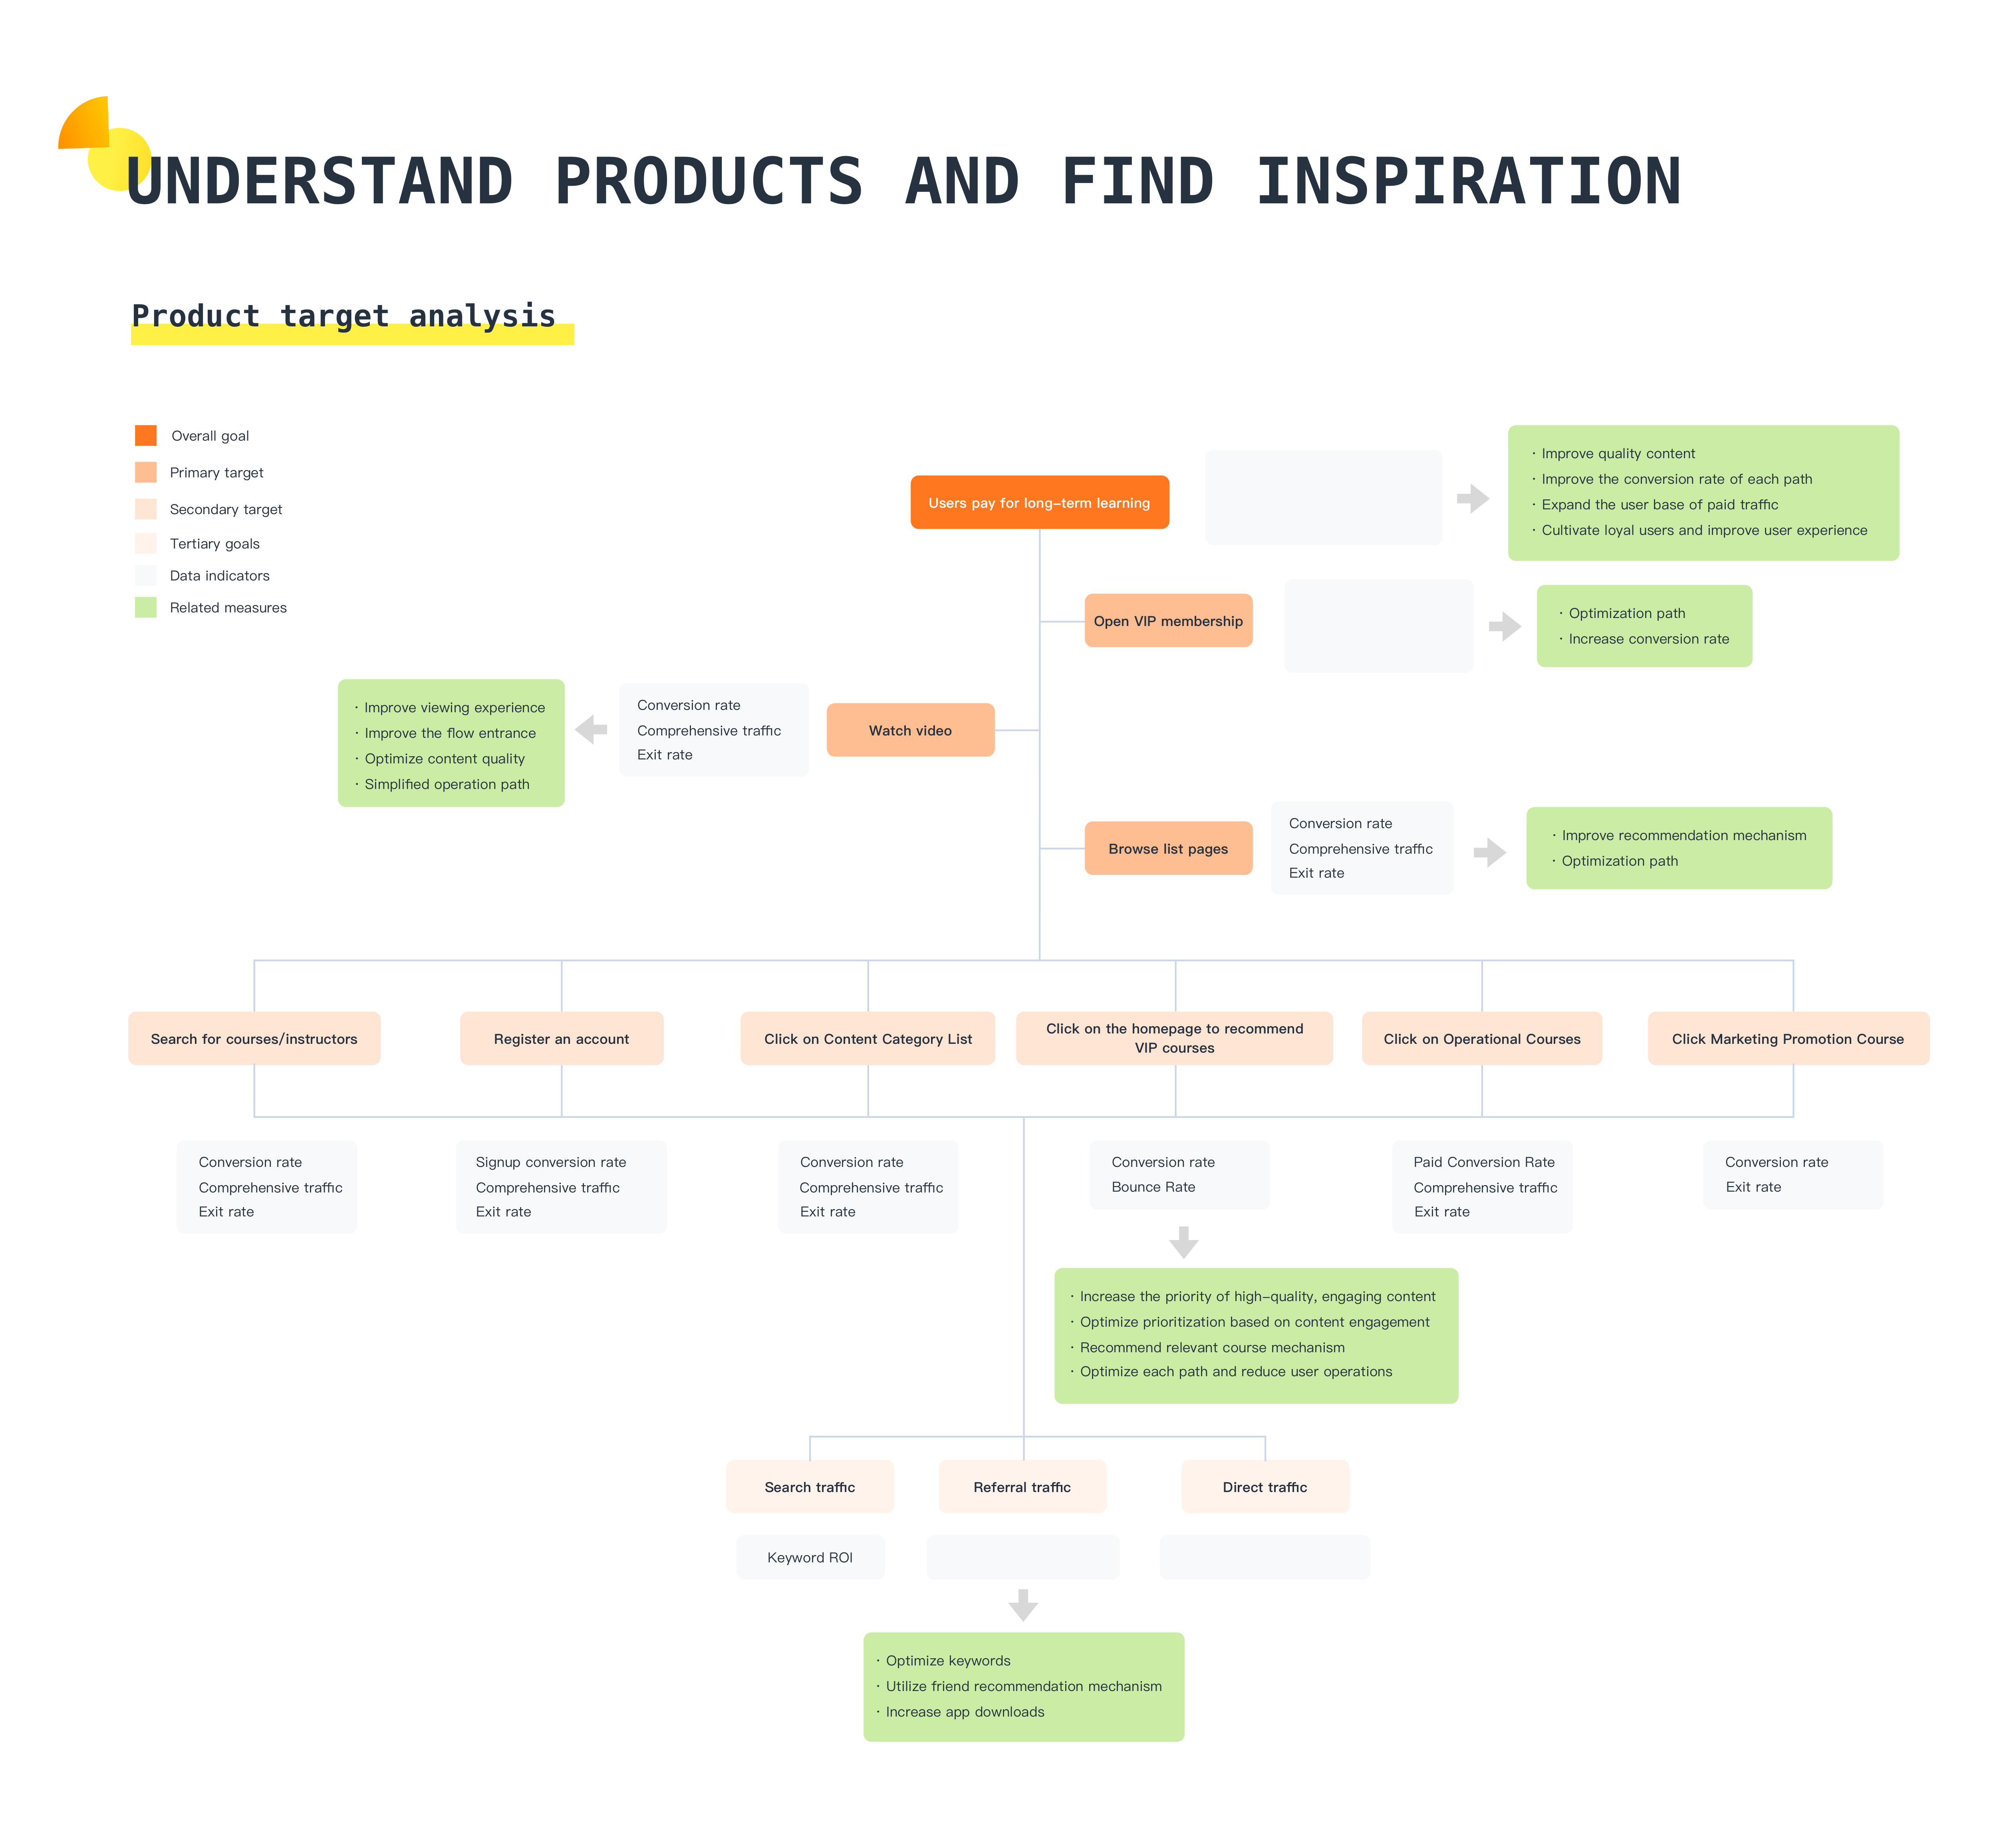 UNDERSTAND PRODUCTS AND FIND INSPIRATION
Product target analysis
Overall goal
Primary target
Secondary target
Tertiary goals
Data indicators
Related measures
Users pay for long-term learning
· Improve quality content
· Improve the conversion rate of each path
· Expand the user base of paid traffic
· Cultivate loyal users and improve user experience
Open VIP membership
· Optimization path
· Increase conversion rate
· Improve viewing experience
· Improve the flow entrance
· Optimize content quality
· Simplified operation path
Conversion rate
Comprehensive traffic
Exit rate
Watch video
Browse list pages
Conversion rate
Comprehensive traffic
Exit rate
· Improve recommendation mechanism
· Optimization path
Search for courses/instructors
Register an account
Click on Content Category List
Click on the homepage to recommend
VIP courses
Click on Operational Courses
Click Marketing Promotion Course
Conversion rate
Comprehensive traffic
Exit rate
Signup conversion rate
Comprehensive traffic
Exit rate
Conversion rate
Comprehensive traffic
Exit rate
Conversion rate
Bounce Rate
Paid Conversion Rate
Comprehensive traffic
Exit rate
Conversion rate
Exit rate
· Increase the priority of high-quality, engaging content
· Optimize prioritization based on content engagement
· Recommend relevant course mechanism
· Optimize each path and reduce user operations
Search traffic
Referral traffic
Direct traffic
Keyword ROI
· Optimize keywords
· Utilize friend recommendation mechanism
· Increase app downloads